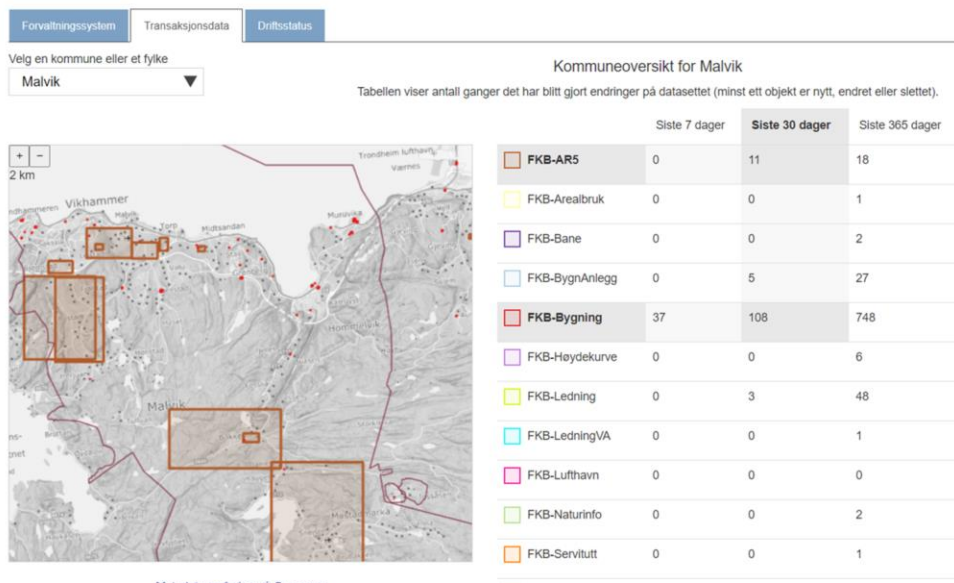 Forvaltningssystem Transaksjonsdata Driftsstatus
Velg en kommune eller et fylke
Malvik
Kommuneoversikt for Malvik
Tabellen viser antall ganger det har blitt gjort endringer på datasettet (minst ett objekt er nytt, endret eller slettet).
Siste 7 dager Siste 30 dager Siste 365 dager
+ -
2 km
Trondheim lufthavn
Værnes
Vikhammer
Malvik
Torp
Midtsandan
Muruvika
Hommelvik
Malvik
Mostadmarka
FKB-AR5 0 11 18
FKB-Arealbruk 0 0 1
FKB-Bane 0 0 2
FKB-BygnAnlegg 0 5 27
FKB-Bygning 37 108 748
FKB-Høydekurve 0 0 6
FKB-Ledning 0 3 48
FKB-LedningVA 0 0 1
FKB-Lufthavn 0 0 0
FKB-Naturinfo 0 0 2
FKB-Servitutt 0 0 1